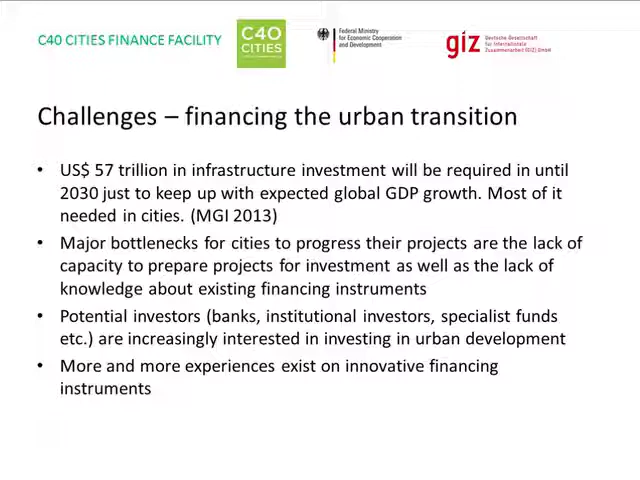 C40 CITIES FINANCE FACILITY
C40
CITIES
Federal Ministry
for Economic Cooperation
and Development
giz
Deutsche Gesellschaft
für Internationale
Zusammenarbeit (GIZ) GmbH
Challenges – financing the urban transition
• US$ 57 trillion in infrastructure investment will be required in until
2030 just to keep up with expected global GDP growth. Most of it
needed in cities. (MGI 2013)
• Major bottlenecks for cities to progress their projects are the lack of
capacity to prepare projects for investment as well as the lack of
knowledge about existing financing instruments
• Potential investors (banks, institutional investors, specialist funds
etc.) are increasingly interested in investing in urban development
• More and more experiences exist on innovative financing
instruments